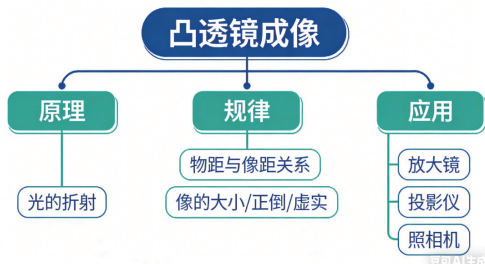 凸透镜成像
原理
规律
应用
光的折射
物距与像距关系
像的大小/正倒/虚实
放大镜
投影仪
照相机